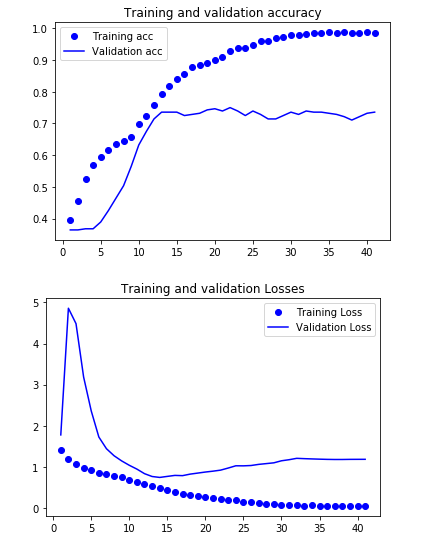 Training and validation accuracy
1.0
0.9
0.8
0.7
0.6
0.5
0.4
Training acc
Validation acc
0 5 10 15 20 25 30 35 40
Training and validation Losses
5
4
3
2
1
0
Training Loss
Validation Loss
0 5 10 15 20 25 30 35 40